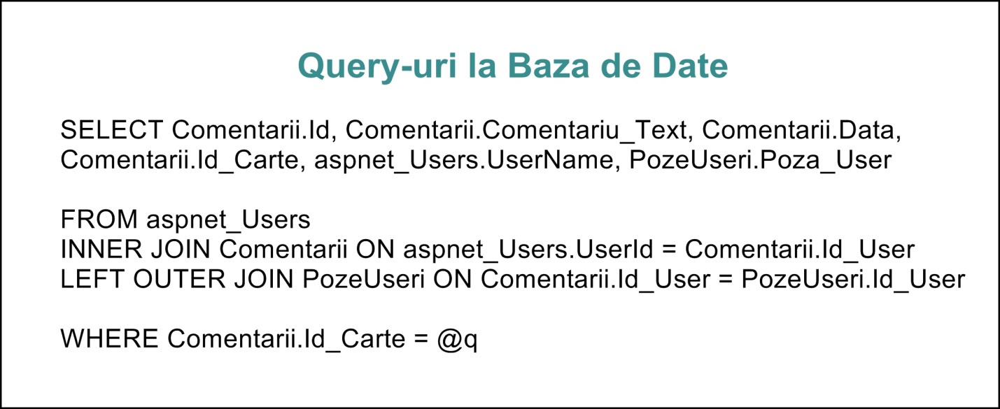 Query-uri la Baza de Date
SELECT Comentarii.Id, Comentarii.Comentariu_Text, Comentarii.Data,
Comentarii.Id_Carte, aspnet_Users.UserName, PozeUseri.Poza_User
FROM aspnet_Users
INNER JOIN Comentarii ON aspnet_Users.UserId = Comentarii.Id_User
LEFT OUTER JOIN PozeUseri ON Comentarii.Id_User = PozeUseri.Id_User
WHERE Comentarii.Id_Carte = @q